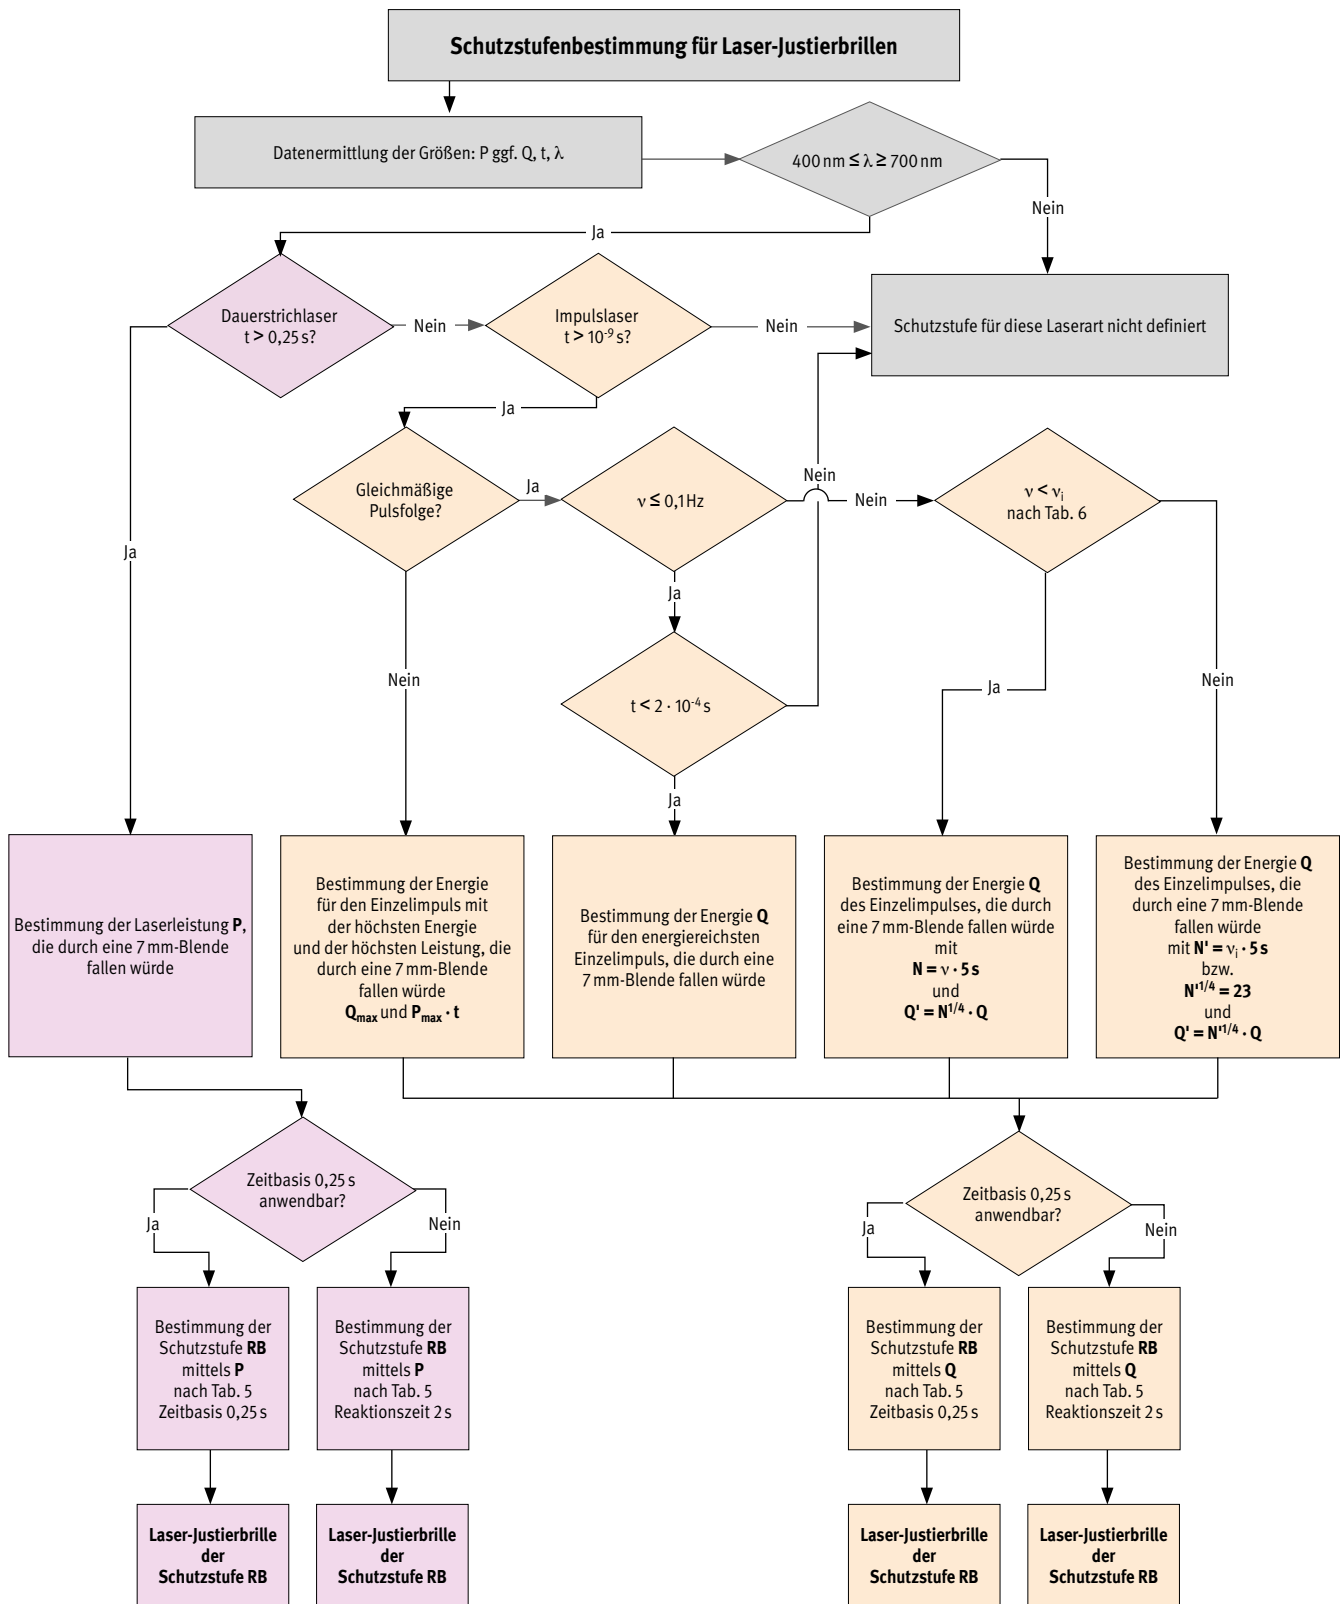 Schutzstufenbestimmung für Laser-Justierbrillen
Datenermittlung der Größen: P ggf. Q, t, λ
400 nm ≤ λ ≥ 700 nm
Nein
Ja
Dauerstrichlaser
t > 0,25 s?
Nein
Impulslaser
t > 10⁻⁹ s?
Nein
Schutzstufe für diese Laserart nicht definiert
Ja
Gleichmäßige
Pulsfolge?
Ja
ν ≤ 0,1 Hz
Nein
Nein
ν < νᵢ
nach Tab. 6
Ja
Ja
Nein
t < 2 · 10⁻⁴ s
Ja
Nein
Ja
Bestimmung der Laserleistung P,
die durch eine 7 mm-Blende
fallen würde
Bestimmung der Energie
für den Einzelimpuls mit
der höchsten Energie
und der höchsten Leistung, die
durch eine 7 mm-Blende
fallen würde
Qmax und Pmax · t
Bestimmung der Energie Q
für den energiereichsten
Einzelimpuls, die durch eine
7 mm-Blende fallen würde
Bestimmung der Energie Q
des Einzelimpulses, die durch
eine 7 mm-Blende fallen würde
mit
N = ν · 5 s
und
Q' = N^1/4 · Q
Bestimmung der Energie Q
des Einzelimpulses, die
durch eine 7 mm-Blende
fallen würde
mit N' = νᵢ · 5 s
bzw.
N'^1/4 = 23
und
Q' = N'^1/4 · Q
Zeitbasis 0,25 s
anwendbar?
Ja
Nein
Zeitbasis 0,25 s
anwendbar?
Ja
Nein
Bestimmung der
Schutzstufe RB
mittels P
nach Tab. 5
Zeitbasis 0,25 s
Bestimmung der
Schutzstufe RB
mittels P
nach Tab. 5
Reaktionszeit 2 s
Bestimmung der
Schutzstufe RB
mittels Q
nach Tab. 5
Zeitbasis 0,25 s
Bestimmung der
Schutzstufe RB
mittels Q
nach Tab. 5
Reaktionszeit 2 s
Laser-Justierbrille
der
Schutzstufe RB
Laser-Justierbrille
der
Schutzstufe RB
Laser-Justierbrille
der
Schutzstufe RB
Laser-Justierbrille
der
Schutzstufe RB